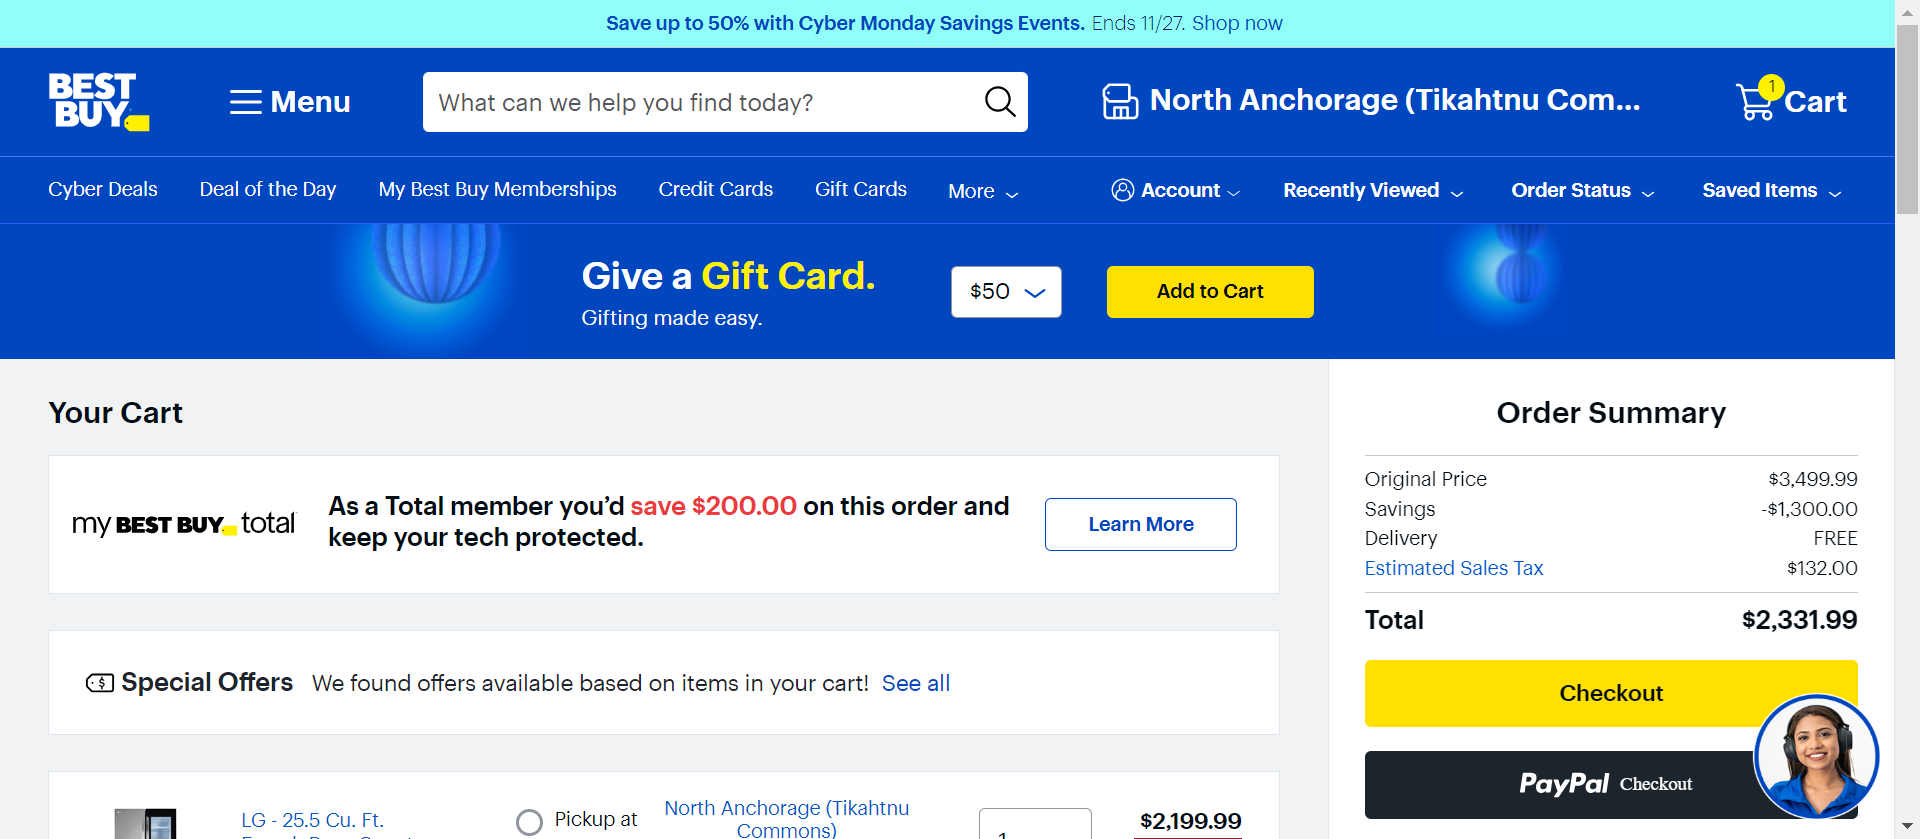 Save up to 50% with Cyber Monday Savings Events. Ends 11/27. Shop now
BEST BUY
Menu
What can we help you find today?
North Anchorage (Tikahtnu Com...
1
Cart
Cyber Deals
Deal of the Day
My Best Buy Memberships
Credit Cards
Gift Cards
More
Account
Recently Viewed
Order Status
Saved Items
Give a Gift Card.
Gifting made easy.
$50
Add to Cart
Your Cart
my BEST BUY total
As a Total member you’d save $200.00 on this order and
keep your tech protected.
Learn More
Special Offers We found offers available based on items in your cart! See all
LG - 25.5 Cu. Ft.
Pickup at
North Anchorage (Tikahtnu
Commons)
1
$2,199.99
Order Summary
Original Price $3,499.99
Savings -$1,300.00
Delivery FREE
Estimated Sales Tax $132.00
Total $2,331.99
Checkout
PayPal Checkout